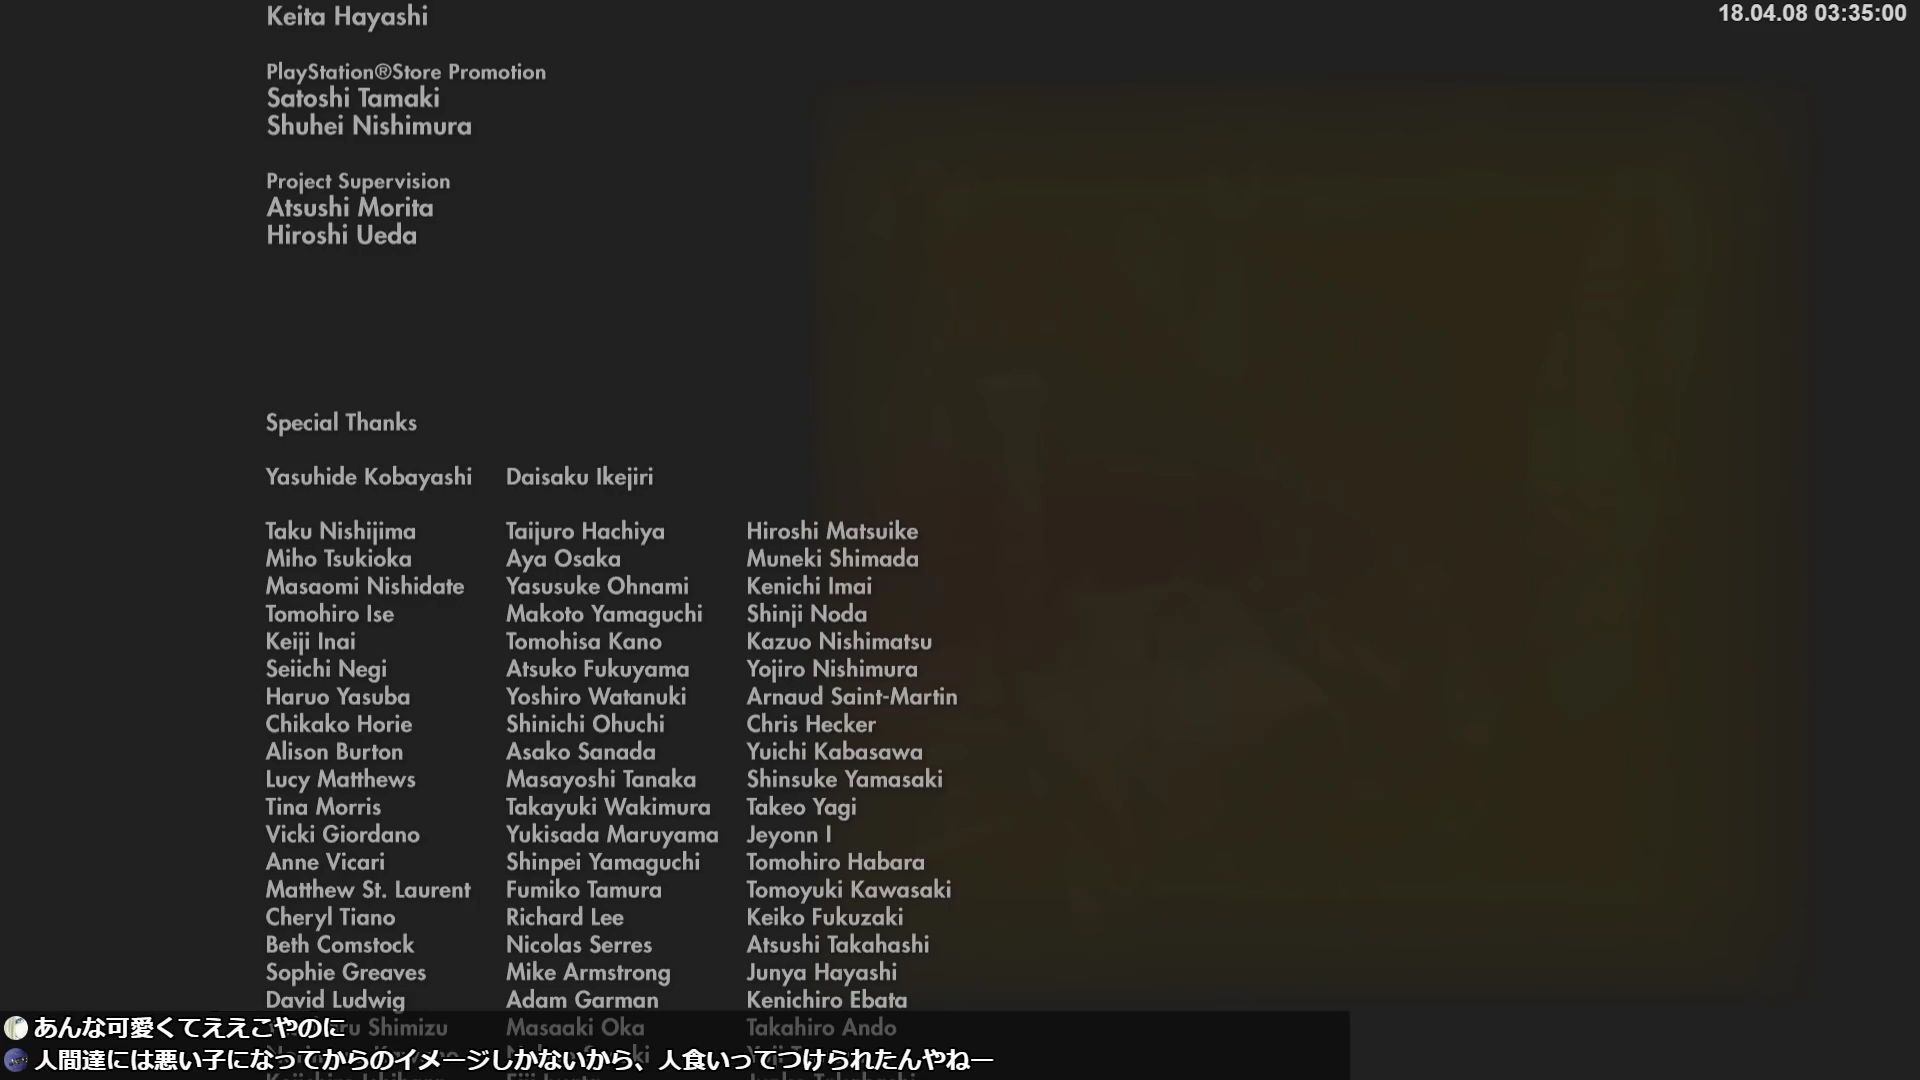 Keita Hayashi
18.04.08 03:35:00
PlayStation®Store Promotion
Satoshi Tamaki
Shuhei Nishimura
Project Supervision
Atsushi Morita
Hiroshi Ueda
Special Thanks
Yasuhide Kobayashi Daisaku Ikejiri
Taku Nishijima Taijuro Hachiya Hiroshi Matsuike
Miho Tsukioka Aya Osaka Muneki Shimada
Masaomi Nishidate Yasusuke Ohnami Kenichi Imai
Tomohiro Ise Makoto Yamaguchi Shinji Noda
Keiji Inai Tomohisa Kano Kazuo Nishimatsu
Seiichi Negi Atsuko Fukuyama Yojiro Nishimura
Haruo Yasuba Yoshiro Watanuki Arnaud Saint-Martin
Chikako Horie Shinichi Ohuchi Chris Hecker
Alison Burton Asako Sanada Yuichi Kabasawa
Lucy Matthews Masayoshi Tanaka Shinsuke Yamasaki
Tina Morris Takayuki Wakimura Takeo Yagi
Vicki Giordano Yukisada Maruyama Jeyonn I
Anne Vicari Shinpei Yamaguchi Tomohiro Habara
Matthew St. Laurent Fumiko Tamura Tomoyuki Kawasaki
Cheryl Tiano Richard Lee Keiko Fukuzaki
Beth Comstock Nicolas Serres Atsushi Takahashi
Sophie Greaves Mike Armstrong Junya Hayashi
David Ludwig Adam Garman Kenichiro Ebata
Shimizu Masaaki Oka Takahiro Ando
あんな可愛くてええこやのに
人間達には悪い子になってからのイメージしかないから、人食いってつけられたんやねー